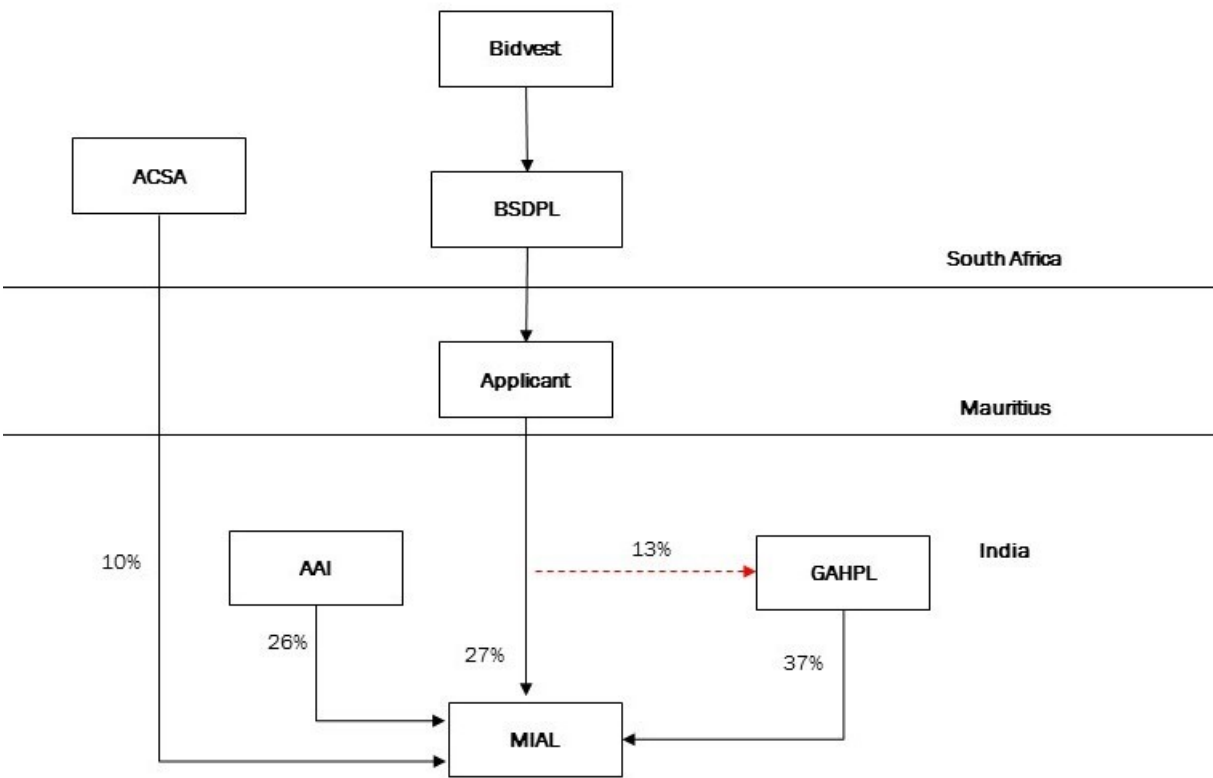 Bidvest
ACSA
BSDPL
South Africa
Applicant
Mauritius
10%
AAI
13%
GAHPL
India
26%
27%
37%
MIAL